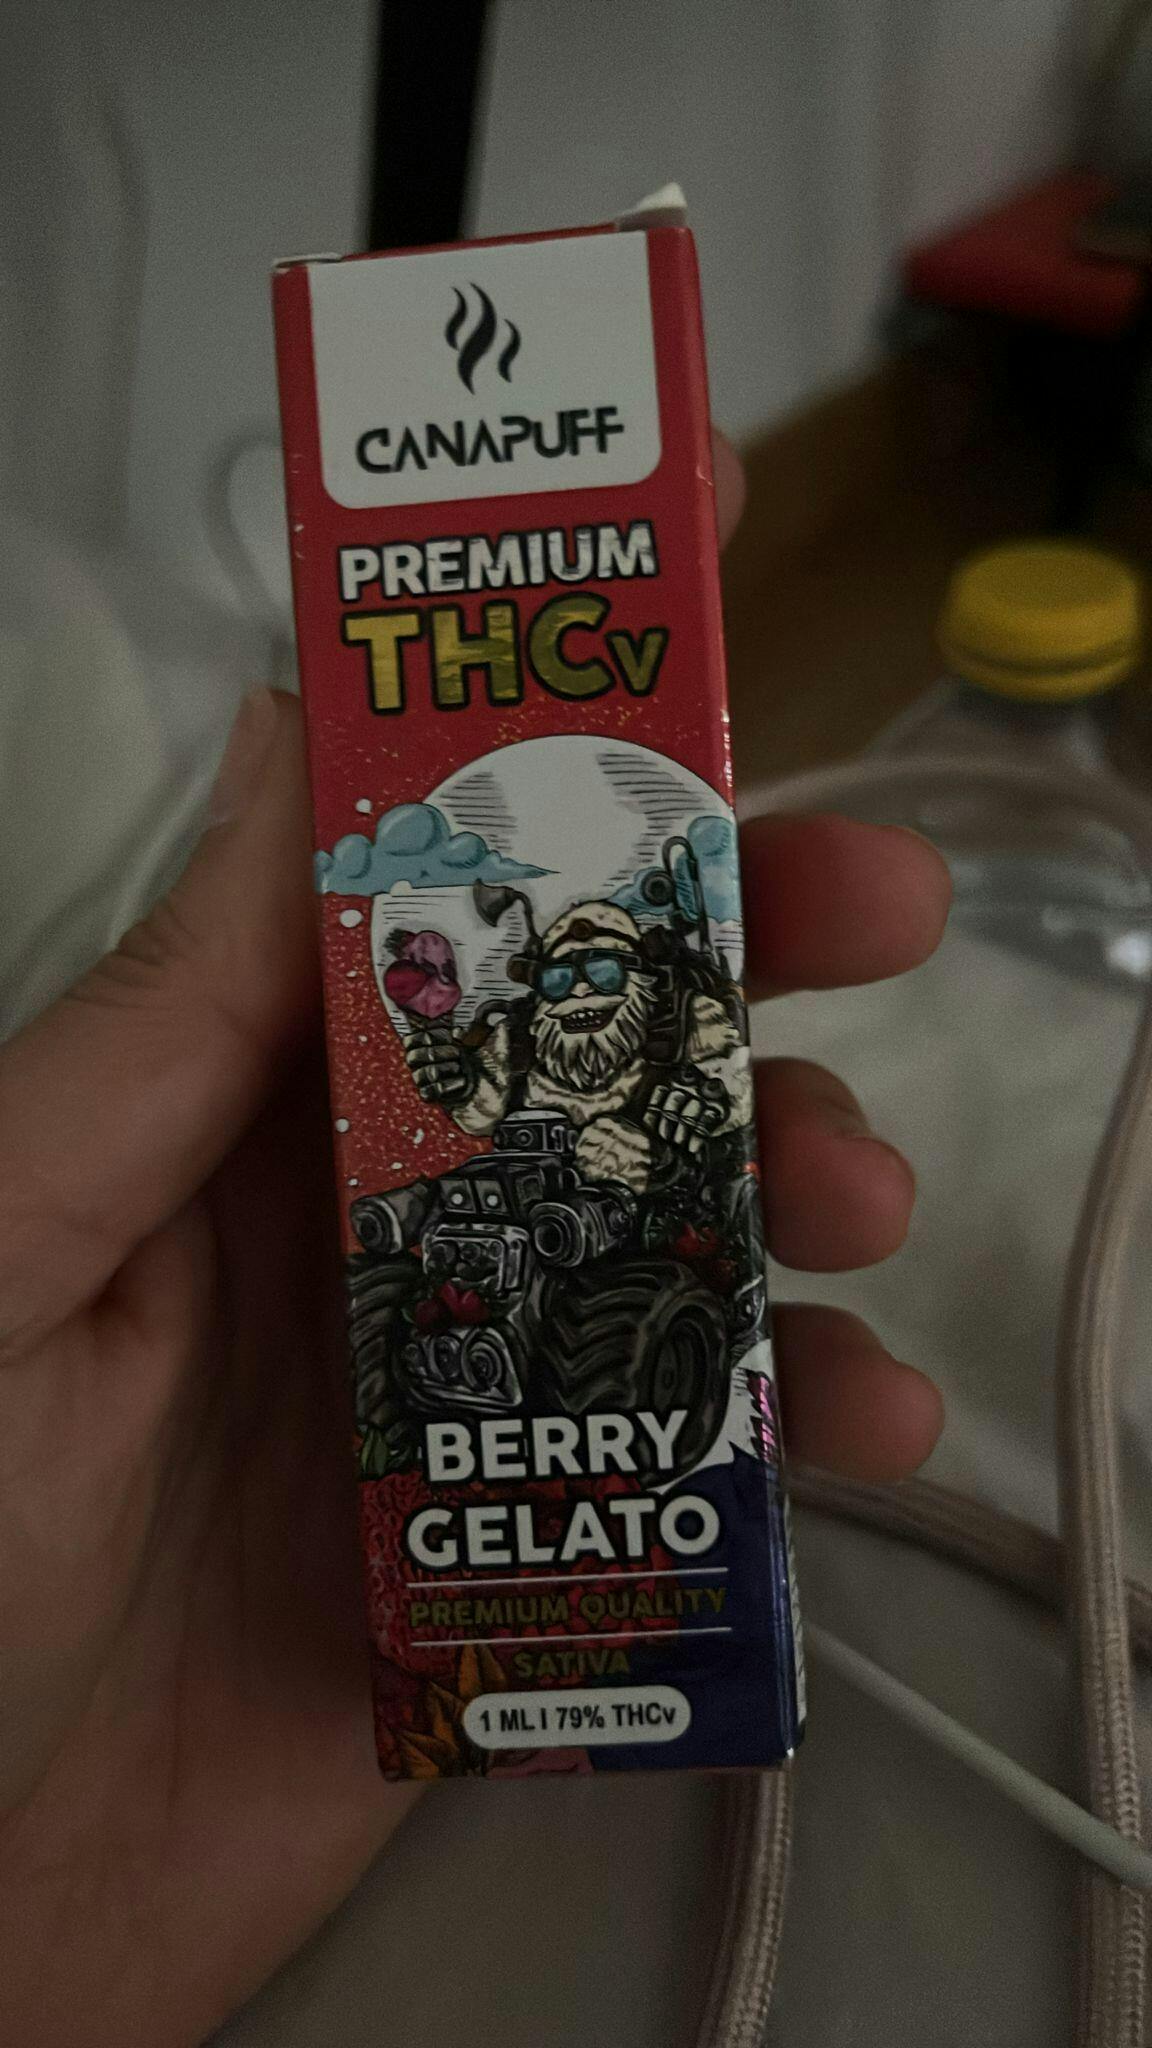 CANAPUFF
PREMIUM
THCv
BERRY
GELATO
PREMIUM QUALITY
SATIVA
1 ML I 79% THCv